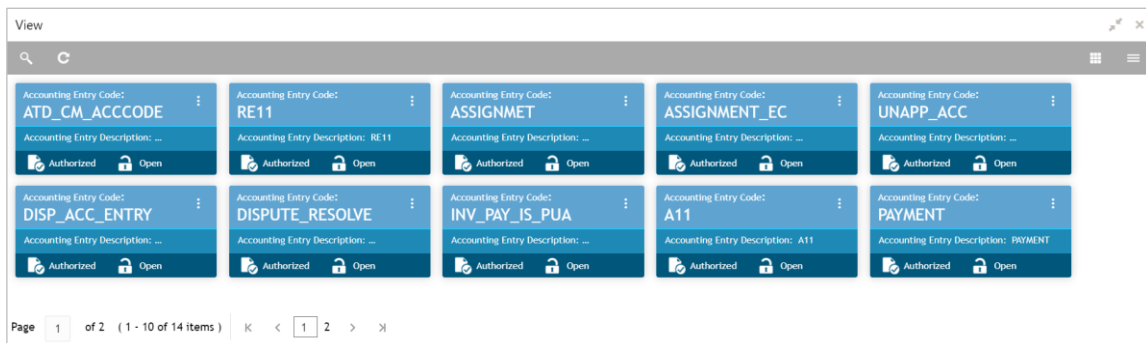 View
Accounting Entry Code:
ATD_CM_ACCCODE
Accounting Entry Description: ...
Authorized Open
Accounting Entry Code:
RE11
Accounting Entry Description: RE11
Authorized Open
Accounting Entry Code:
ASSIGNMET
Accounting Entry Description: ...
Authorized Open
Accounting Entry Code:
ASSIGNMENT_EC
Accounting Entry Description: ...
Authorized Open
Accounting Entry Code:
UNAPP_ACC
Accounting Entry Description: ...
Authorized Open
Accounting Entry Code:
DISP_ACC_ENTRY
Accounting Entry Description: ...
Authorized Open
Accounting Entry Code:
DISPUTE_RESOLVE
Accounting Entry Description: ...
Authorized Open
Accounting Entry Code:
INV_PAY_IS_PUA
Accounting Entry Description: ...
Authorized Open
Accounting Entry Code:
A11
Accounting Entry Description: A11
Authorized Open
Accounting Entry Code:
PAYMENT
Accounting Entry Description: PAYMENT
Authorized Open
Page 1 of 2 ( 1 - 10 of 14 items ) 1 2